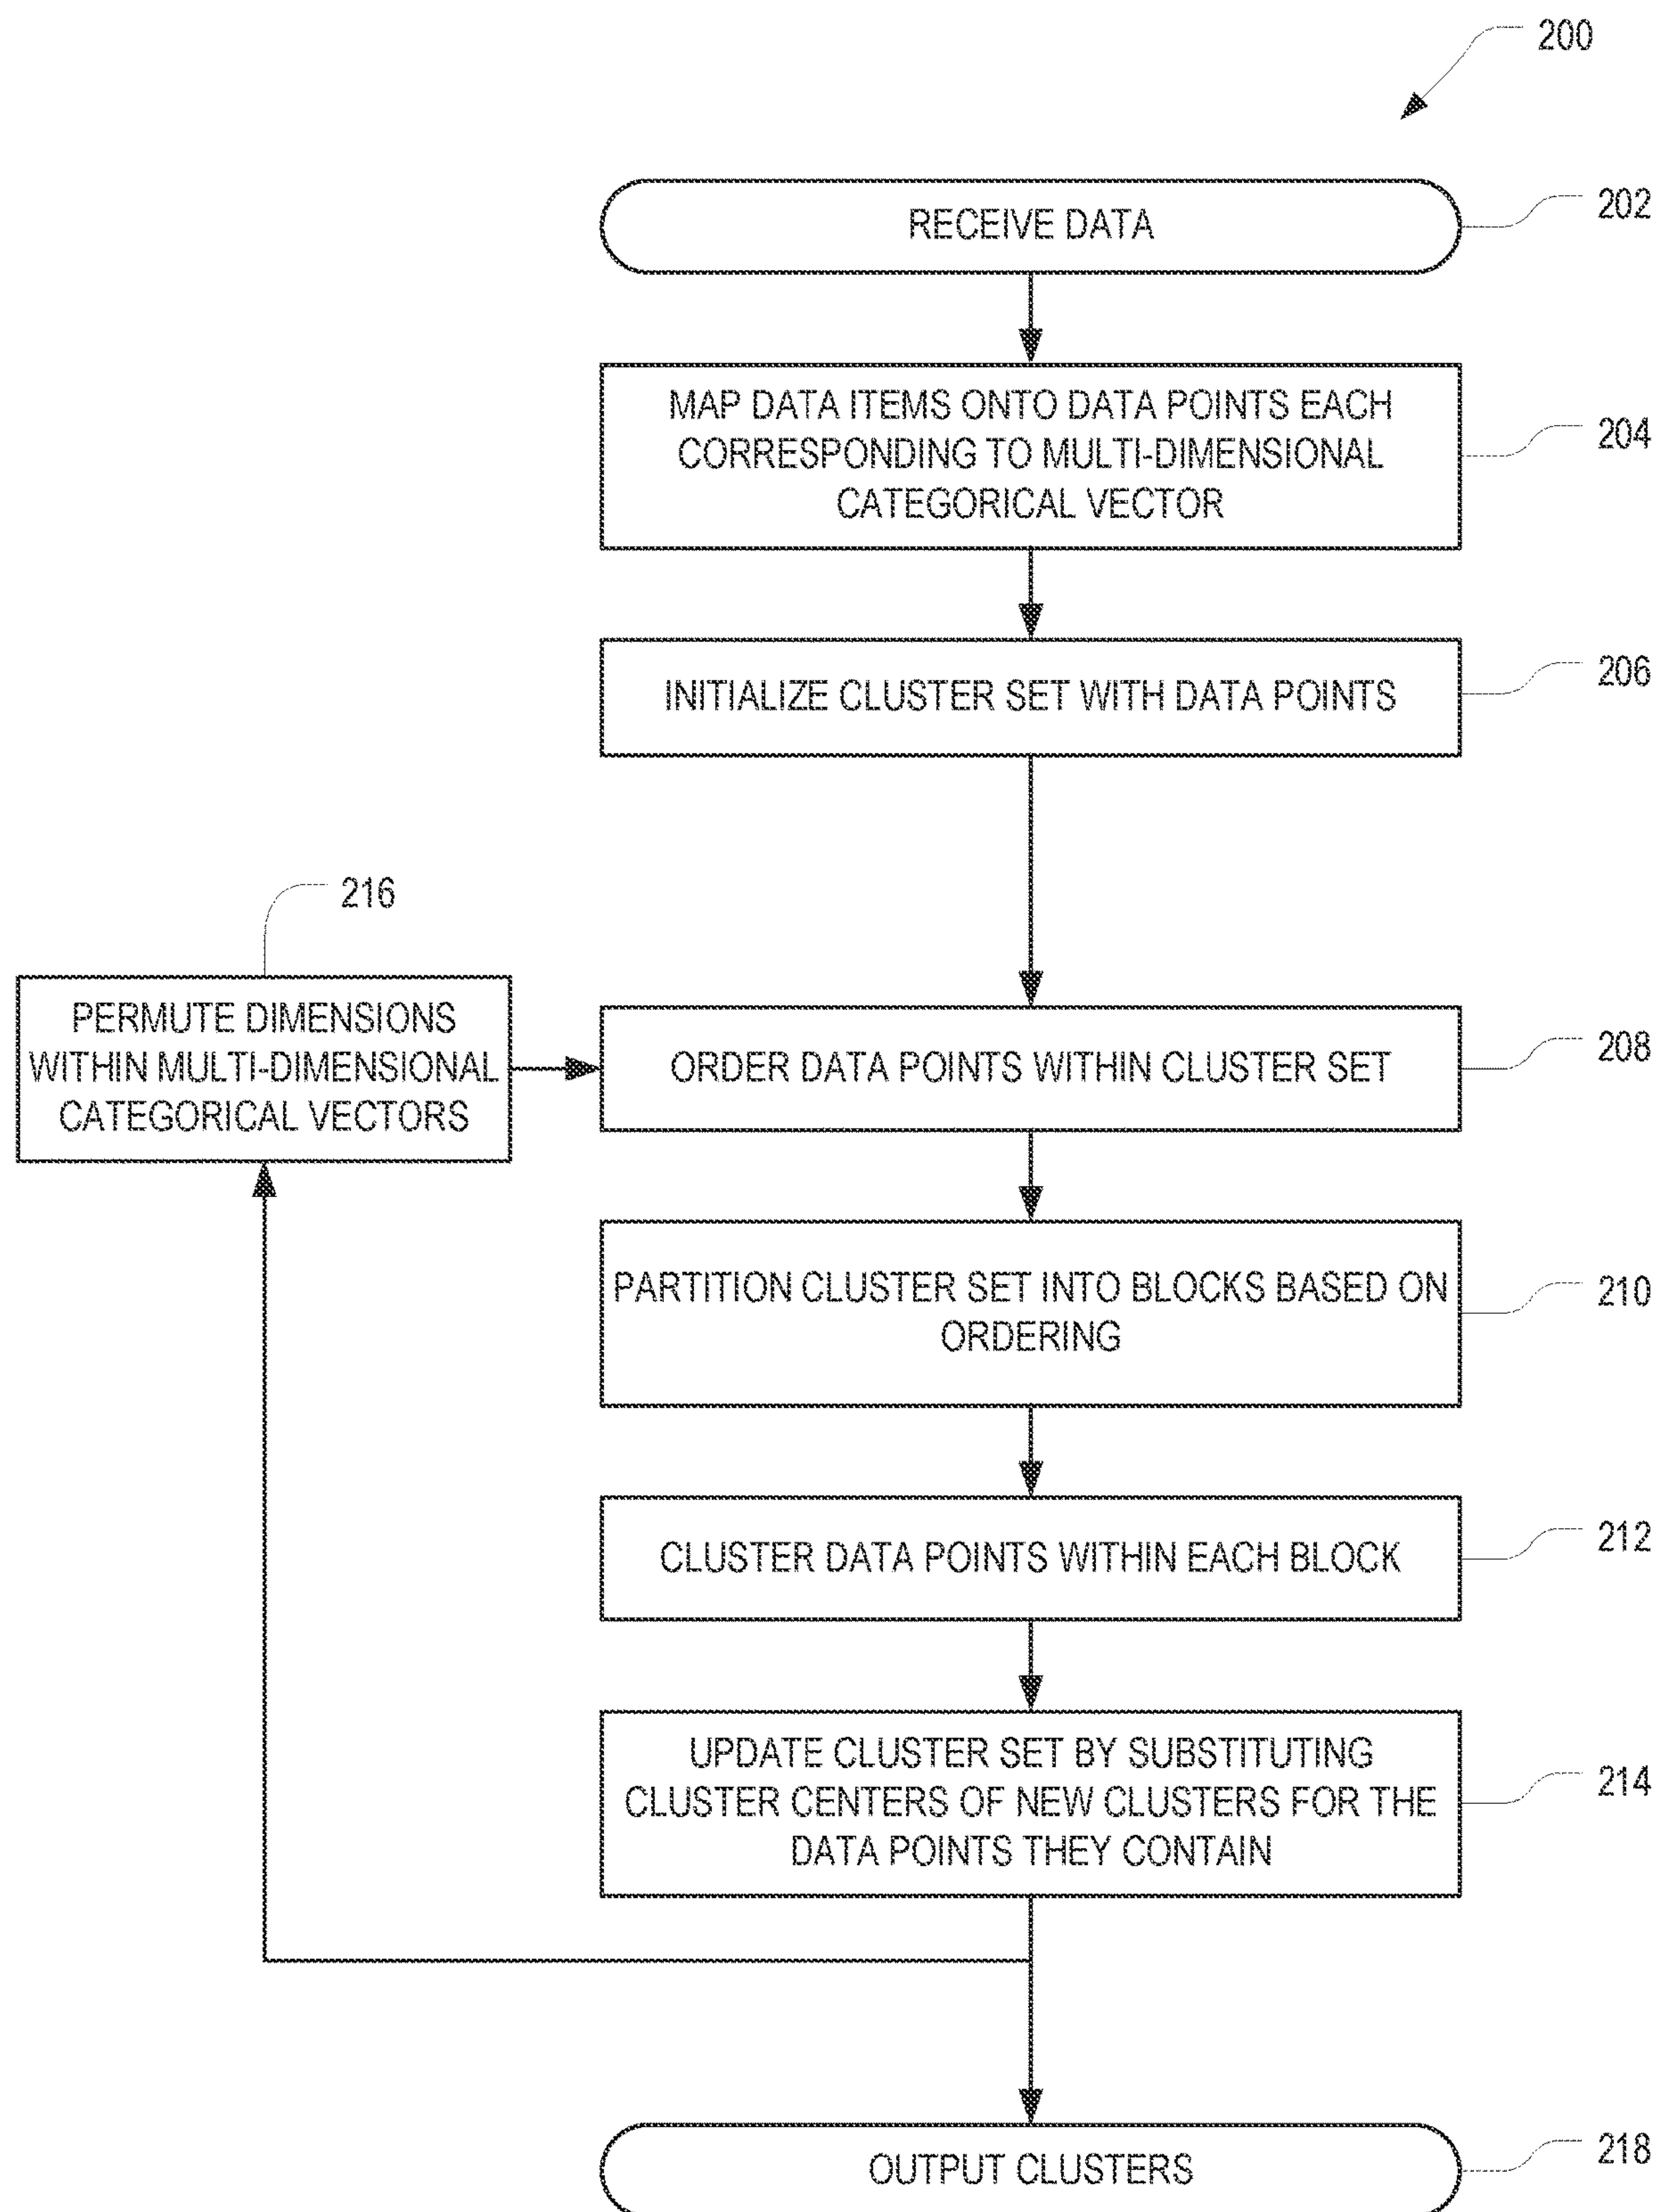 200
RECEIVE DATA
202
MAP DATA ITEMS ONTO DATA POINTS EACH
CORRESPONDING TO MULTI-DIMENSIONAL
CATEGORICAL VECTOR
204
INITIALIZE CLUSTER SET WITH DATA POINTS
206
216
PERMUTE DIMENSIONS
WITHIN MULTI-DIMENSIONAL
CATEGORICAL VECTORS
ORDER DATA POINTS WITHIN CLUSTER SET
208
PARTITION CLUSTER SET INTO BLOCKS BASED ON
ORDERING
210
CLUSTER DATA POINTS WITHIN EACH BLOCK
212
UPDATE CLUSTER SET BY SUBSTITUTING
CLUSTER CENTERS OF NEW CLUSTERS FOR THE
DATA POINTS THEY CONTAIN
214
OUTPUT CLUSTERS
218